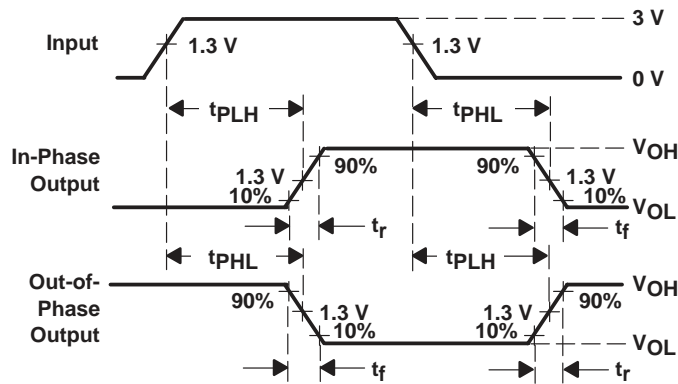 3 V
Input
1.3 V
1.3 V
0 V
tPLH
tPHL
In-Phase
Output
VOH
90%
90%
1.3 V
1.3 V
10%
10%
VOL
tr
tf
tPHL
tPLH
Out-of-
Phase
Output
VOH
90%
90%
1.3 V
1.3 V
10%
10%
VOL
tf
tr